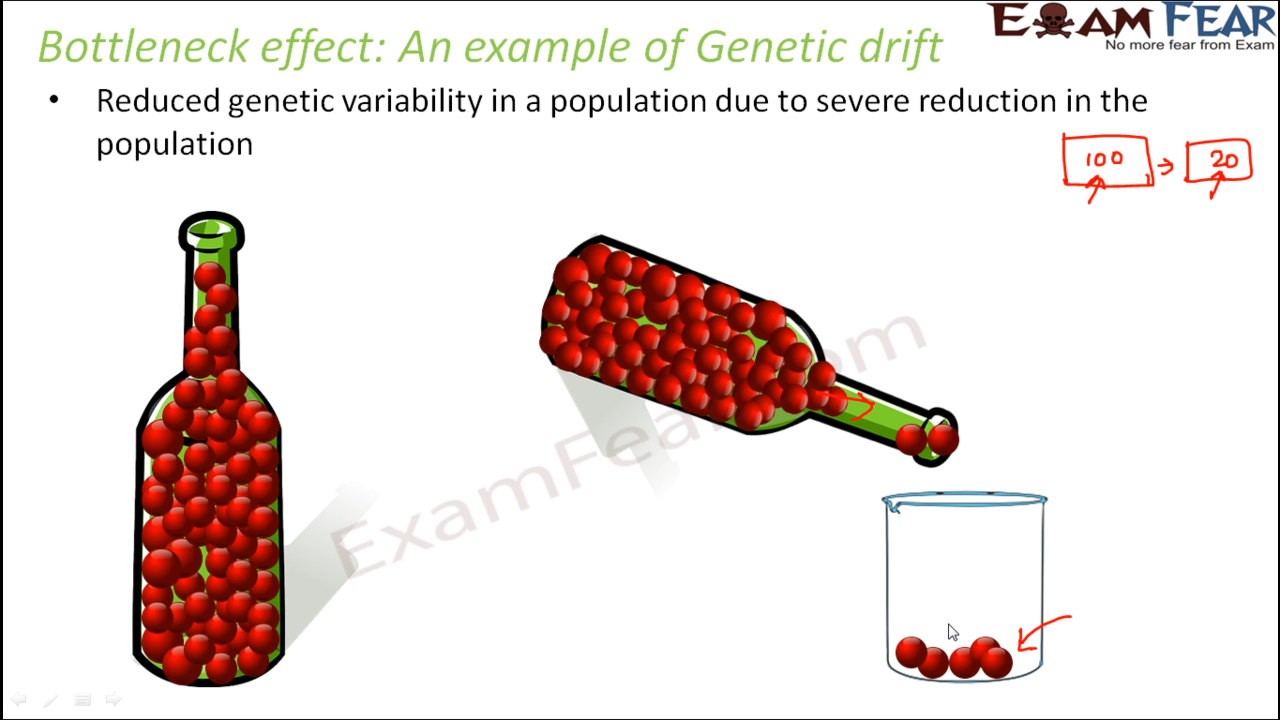 EXAM FEAR
No more fear from Exam
Bottleneck effect: An example of Genetic drift
• Reduced genetic variability in a population due to severe reduction in the
population
100 → 20
ExamFear.com